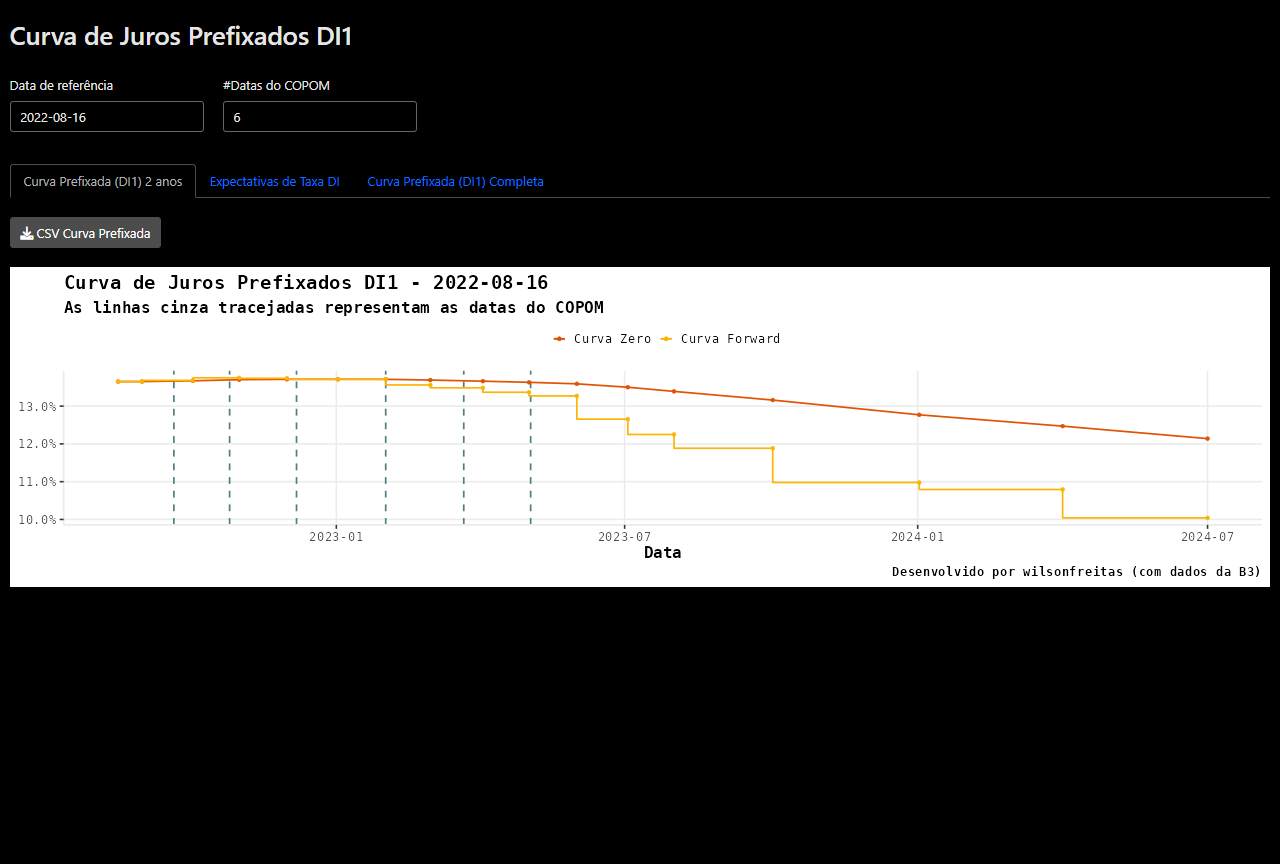 Curva de Juros Prefixados DI1
Data de referência
#Datas do COPOM
2022-08-16
6
Curva Prefixada (DI1) 2 anos
Expectativas de Taxa DI
Curva Prefixada (DI1) Completa
CSV Curva Prefixada
Curva de Juros Prefixados DI1 - 2022-08-16
As linhas cinza tracejadas representam as datas do COPOM
Curva Zero
Curva Forward
13.0%
12.0%
11.0%
10.0%
2023-01
2023-07
2024-01
2024-07
Data
Desenvolvido por wilsonfreitas (com dados da B3)